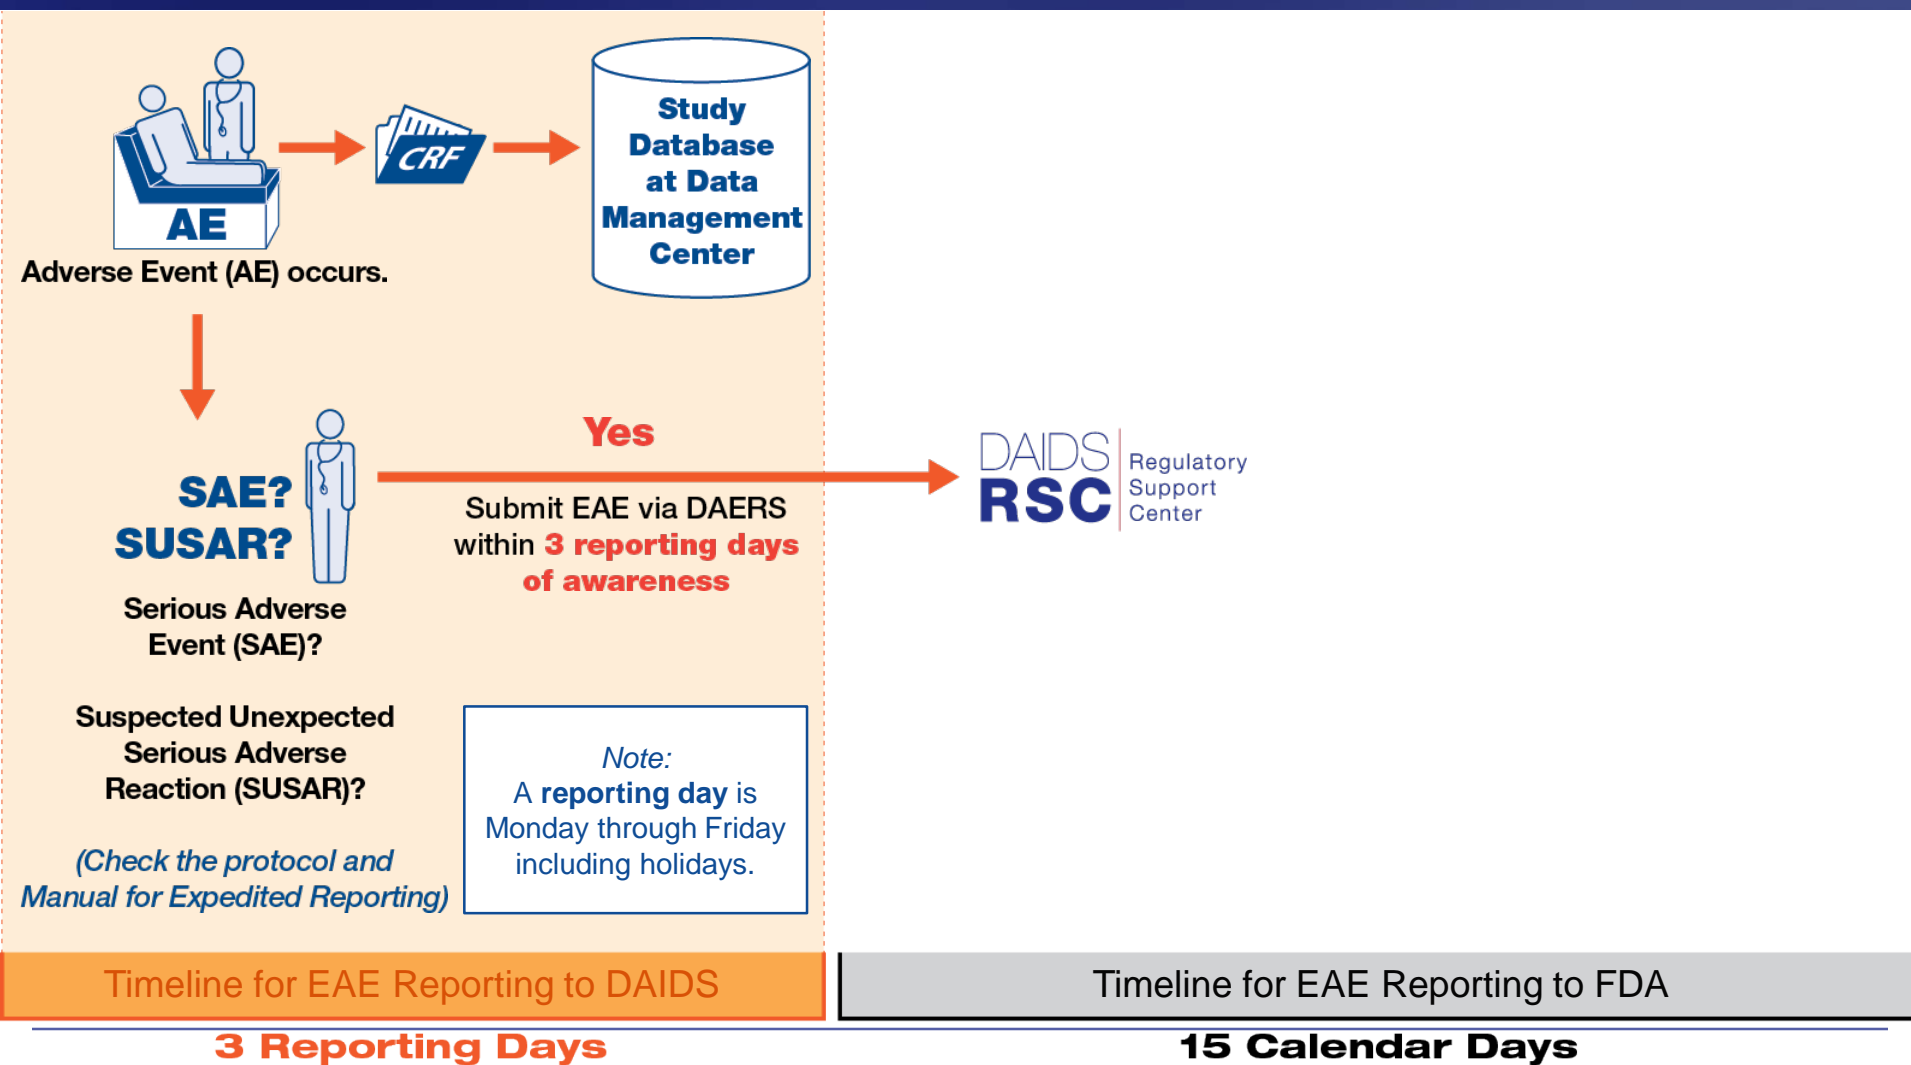 AE
Adverse Event (AE) occurs.
CRF
Study
Database
at Data
Management
Center
SAE?
SUSAR?
Serious Adverse
Event (SAE)?
Suspected Unexpected
Serious Adverse
Reaction (SUSAR)?
(Check the protocol and
Manual for Expedited Reporting)
Yes
Submit EAE via DAERS
within 3 reporting days
of awareness
Note:
A reporting day is
Monday through Friday
including holidays.
DAIDS
RSC
Regulatory
Support
Center
Timeline for EAE Reporting to DAIDS
3 Reporting Days
Timeline for EAE Reporting to FDA
15 Calendar Days